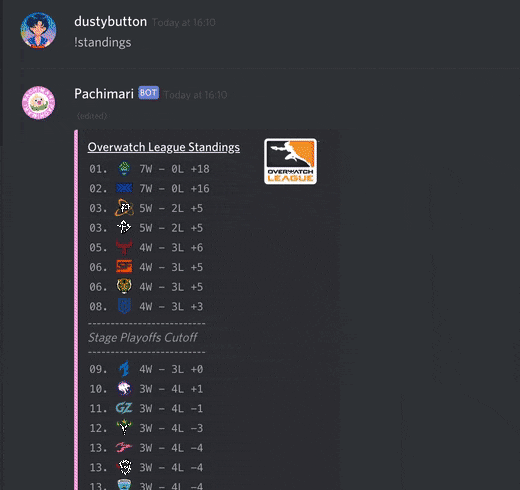 dustybutton Today at 16:10
!standings
Pachimari BOT Today at 16:10
(edited)
Overwatch League Standings
OVERWATCH
LEAGUE
01. 7W - 0L +18
02. 7W - 0L +16
03. 5W - 2L +5
03. 5W - 2L +5
05. 4W - 3L +6
06. 4W - 3L +5
06. 4W - 3L +5
08. 4W - 3L +3
--------------------
Stage Playoffs Cutoff
--------------------
09. 4W - 3L +0
10. 3W - 4L +1
11. GZ 3W - 4L -1
12. 3W - 4L -3
13. 3W - 4L -4
13. 3W - 4L -4
13. 3W - 4L -4